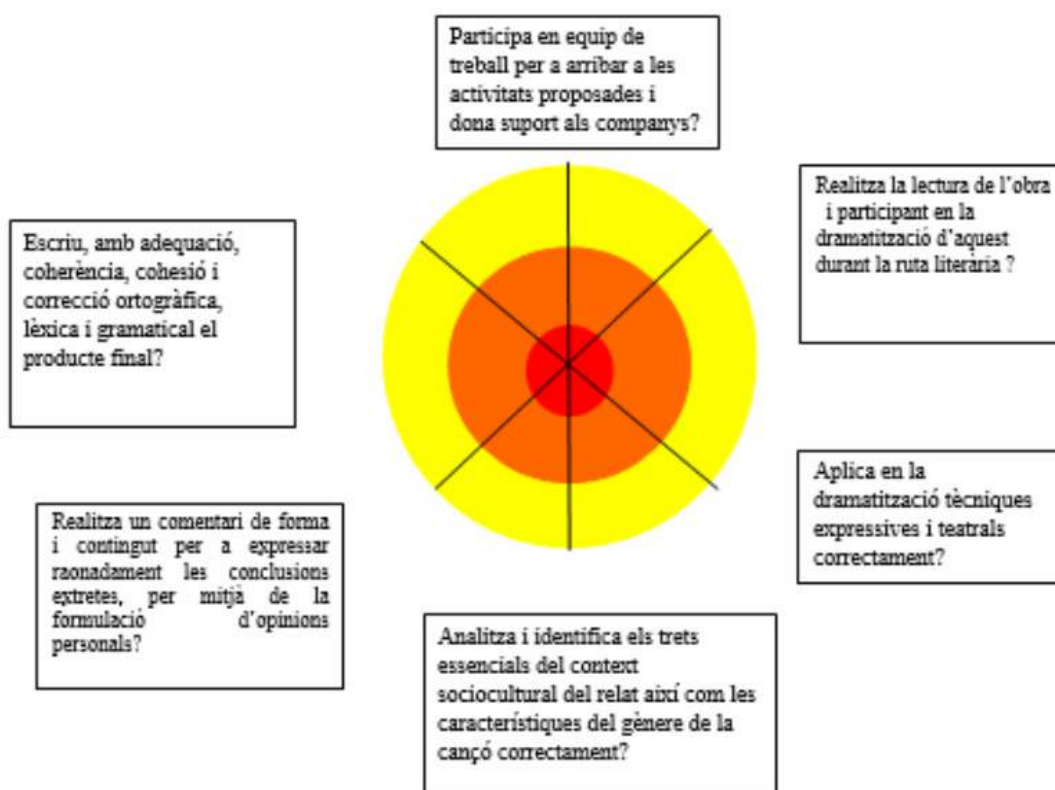 Participa en equip de
treball per a arribar a les
activitats proposades i
dona suport als companys?
Realitza la lectura de l'obra
i participant en la
dramatització d'aquest
durant la ruta literària ?
Escriu, amb adequació,
coherència, cohesió i
correcció ortogràfica,
lèxica i gramatical el
producte final?
Aplica en la
dramatització tècniques
expressives i teatrals
correctament?
Realitza un comentari de forma
i contingut per a expressar
raonadament les conclusions
extretes, per mitjà de la
formulació d'opinions
personals?
Analitza i identifica els trets
essencials del context
sociocultural del relat així com les
característiques del gènere de la
cançó correctament?